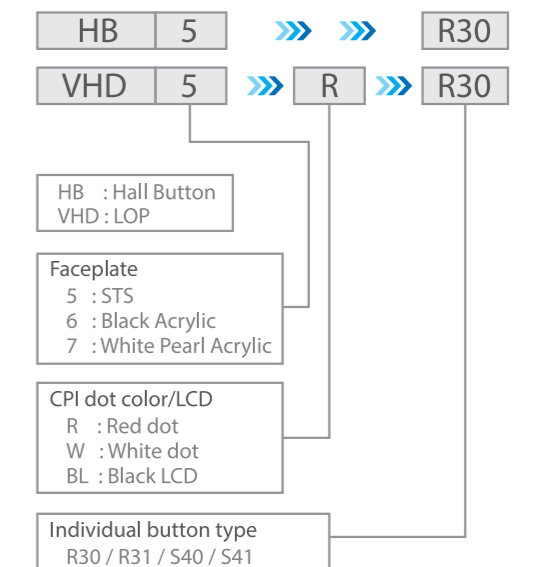 HB 5 R30
VHD 5 R R30
HB : Hall Button
VHD : LOP
Faceplate
5 : STS
6 : Black Acrylic
7 : White Pearl Acrylic
CPI dot color/LCD
R : Red dot
W : White dot
BL : Black LCD
Individual button type
R30 / R31 / S40 / S41